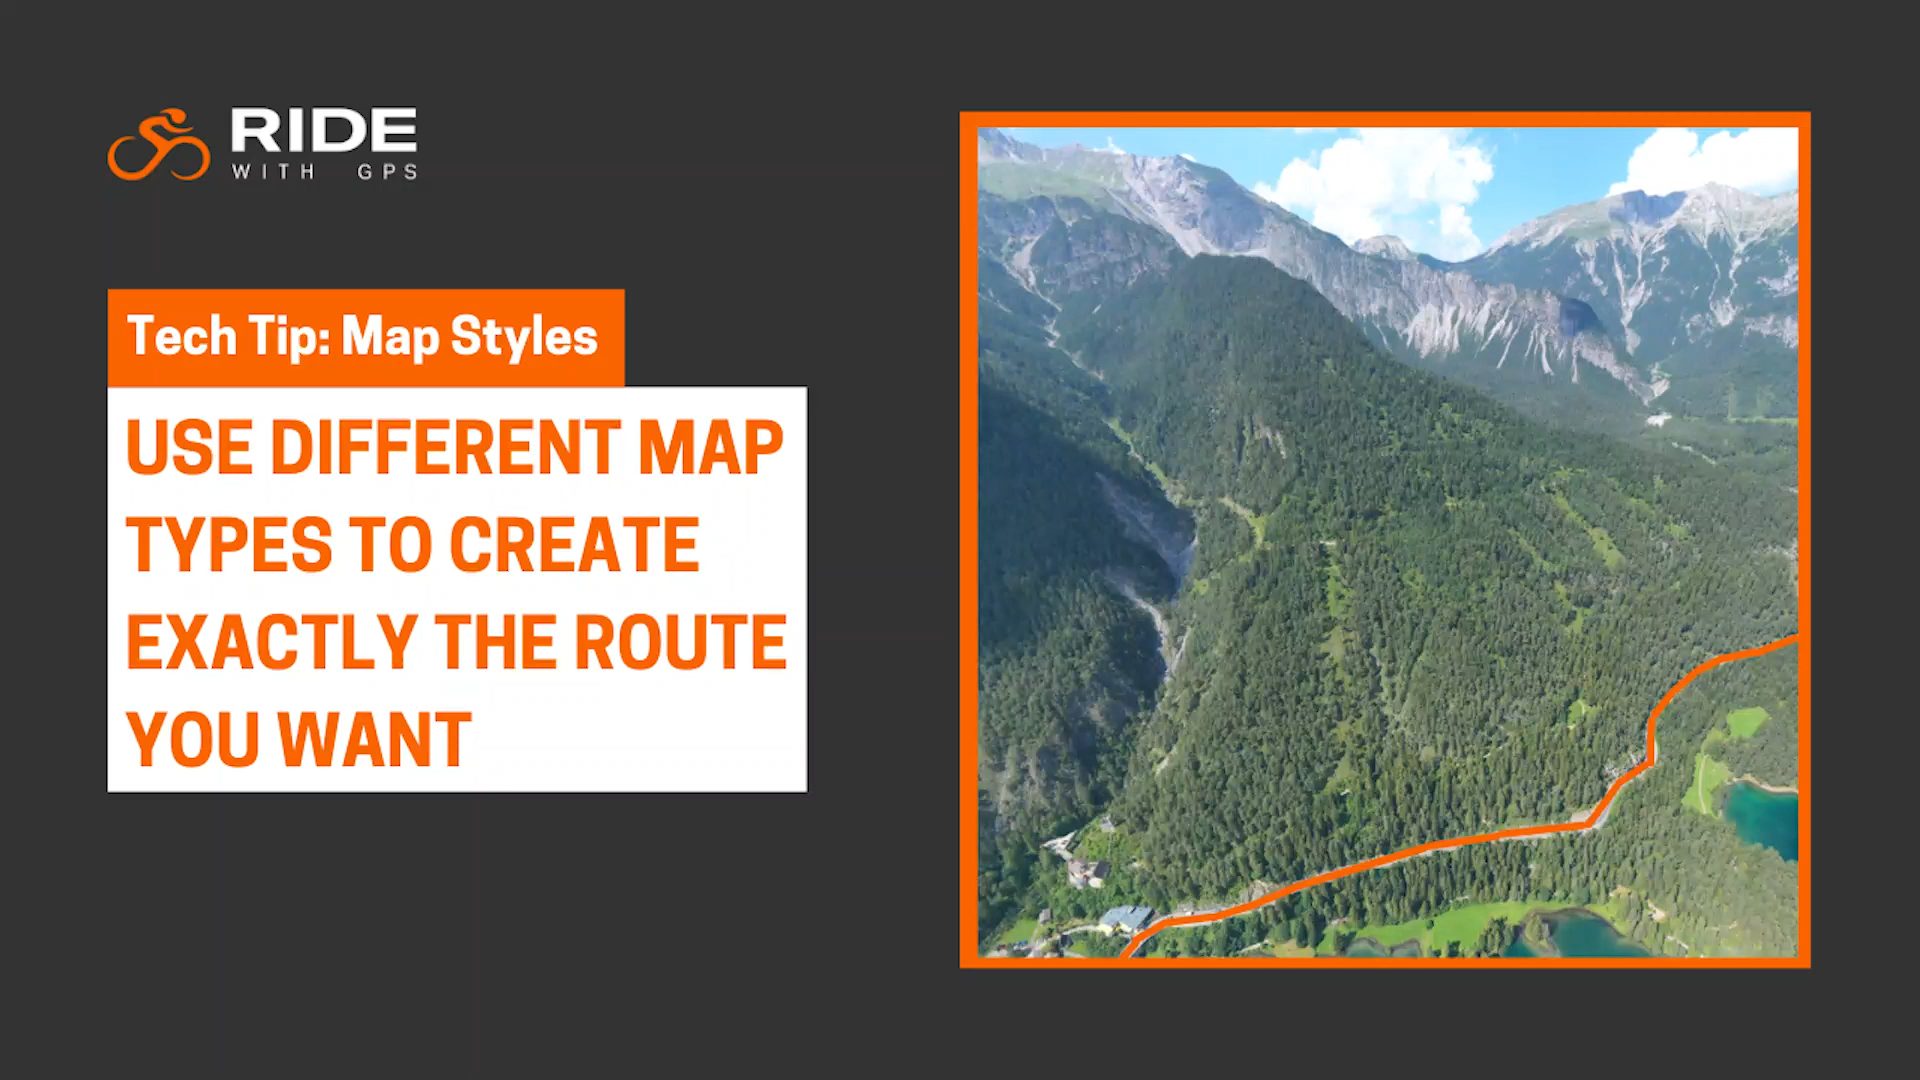 RIDE
WITH GPS
Tech Tip: Map Styles
USE DIFFERENT MAP
TYPES TO CREATE
EXACTLY THE ROUTE
YOU WANT